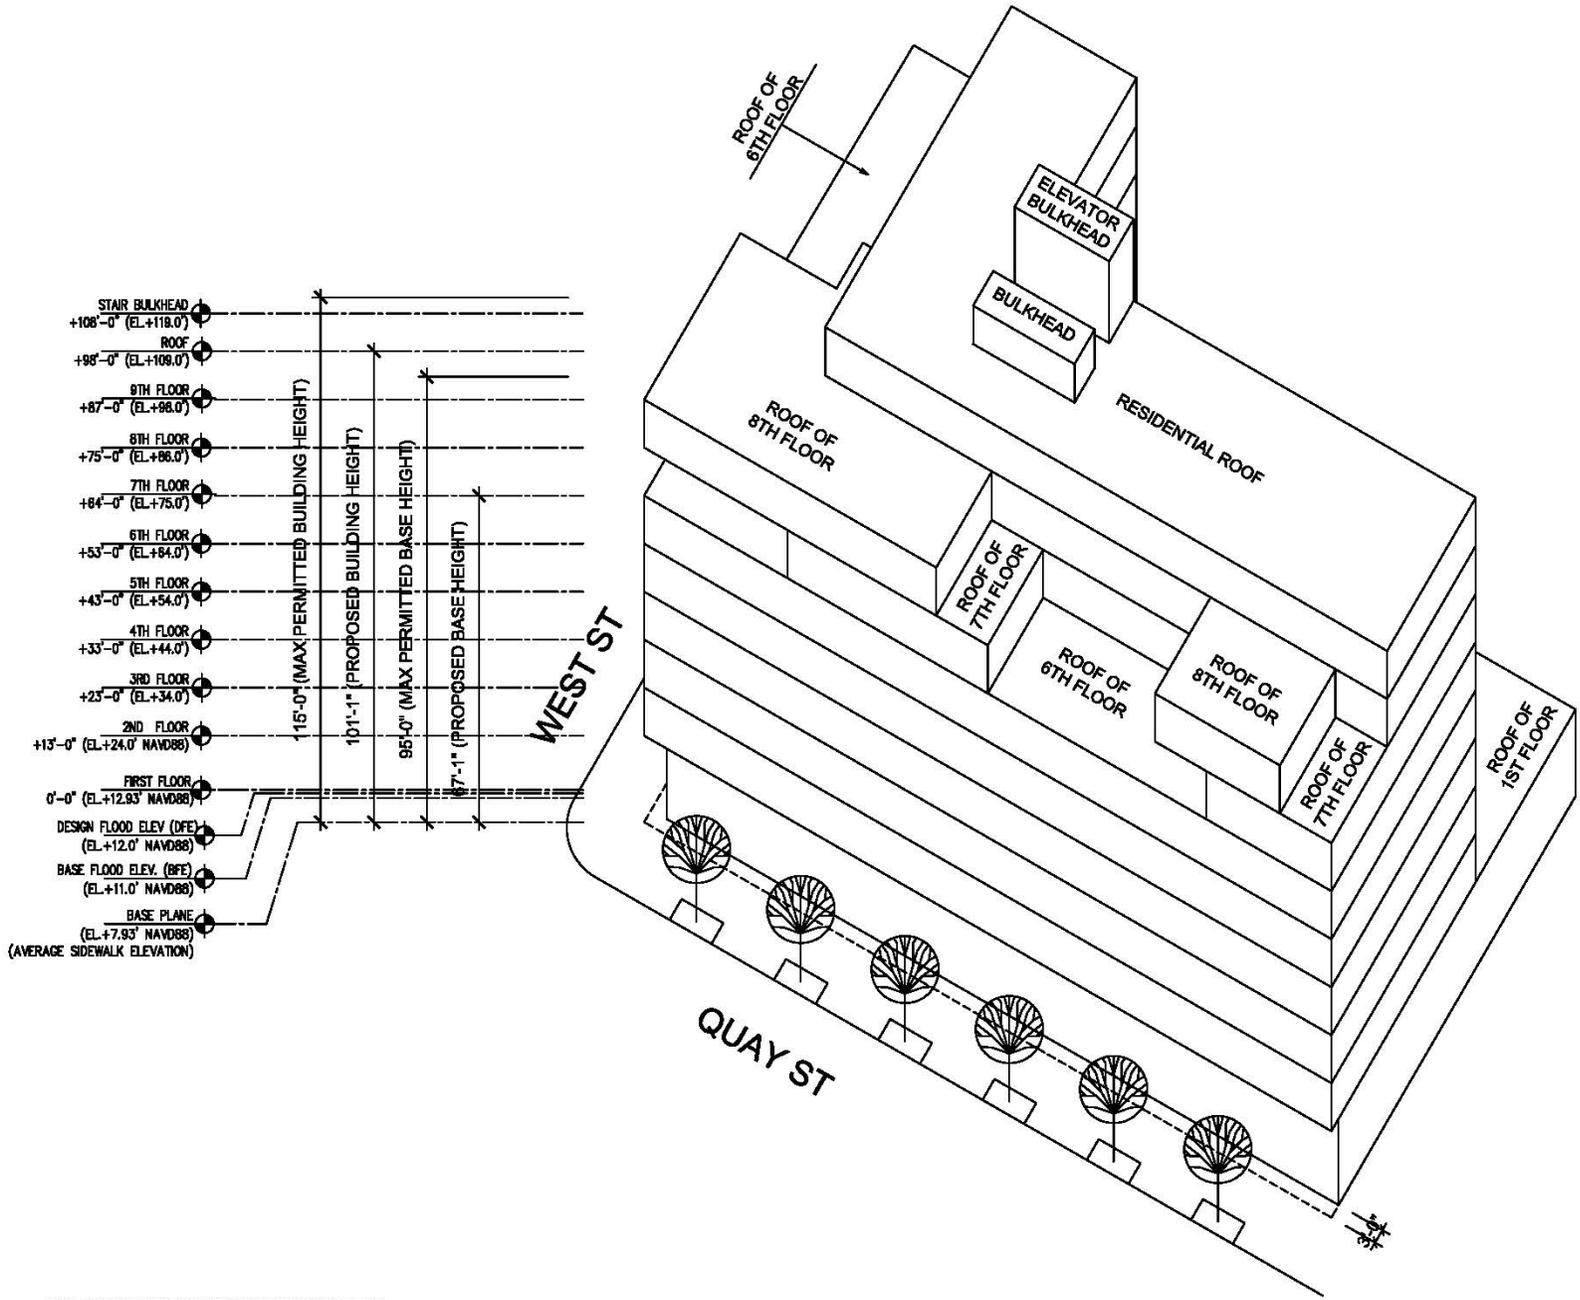 STAIR BULKHEAD
+108'-0" (EL.+119.0')
ROOF
+98'-0" (EL.+109.0')
9TH FLOOR
+87'-0" (EL.+98.0')
8TH FLOOR
+75'-0" (EL.+86.0')
7TH FLOOR
+64'-0" (EL.+75.0')
6TH FLOOR
+53'-0" (EL.+64.0')
5TH FLOOR
+43'-0" (EL.+54.0')
4TH FLOOR
+33'-0" (EL.+44.0')
3RD FLOOR
+23'-0" (EL.+34.0')
2ND FLOOR
+13'-0" (EL.+24.0' NAVD88)
FIRST FLOOR
0'-0" (EL.+12.93' NAVD88)
DESIGN FLOOD ELEV (DFE)
(EL.+12.0' NAVD88)
BASE FLOOD ELEV. (BFE)
(EL.+11.0' NAVD88)
BASE PLANE
(EL.+7.93' NAVD88)
(AVERAGE SIDEWALK ELEVATION)
115'-0" (MAX PERMITTED BUILDING HEIGHT)
101'-1" (PROPOSED BUILDING HEIGHT)
95'-0" (MAX PERMITTED BASE HEIGHT)
67'-1" (PROPOSED BASE HEIGHT)
WEST ST
QUAY ST
ROOF OF
6TH FLOOR
ELEVATOR
BULKHEAD
BULKHEAD
RESIDENTIAL ROOF
ROOF OF
8TH FLOOR
ROOF OF
7TH FLOOR
ROOF OF
6TH FLOOR
ROOF OF
8TH FLOOR
ROOF OF
7TH FLOOR
ROOF OF
1ST FLOOR
3'-0"